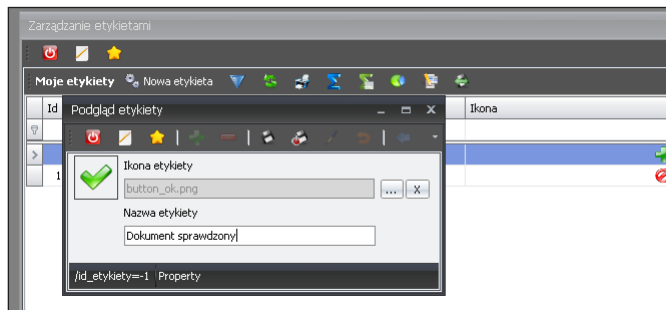 Zarządzanie etykietami
Moje etykiety Nowa etykieta
Id Ikona
Podgląd etykiety
Ikona etykiety
button_ok.png ... X
Nazwa etykiety
Dokument sprawdzony
1
/id_etykiety=-1 Property